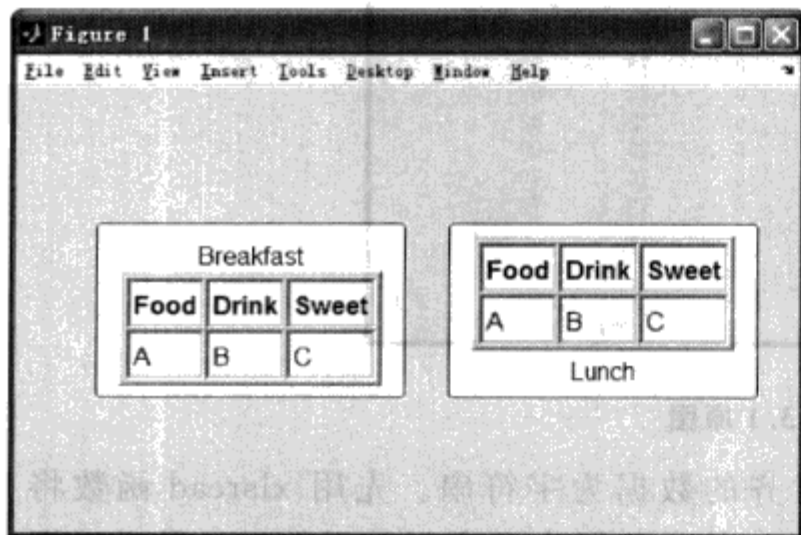 Figure 1
File Edit View Insert Tools Desktop Window Help
Breakfast
Food Drink Sweet
A B C
Food Drink Sweet
A B C
Lunch